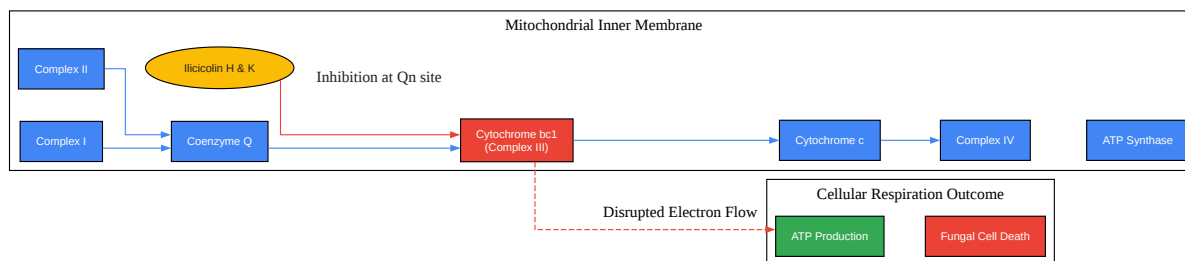 Mitochondrial Inner Membrane
Complex II
Ilicicolin H & K
Inhibition at Qn site
Complex I
Coenzyme Q
Cytochrome bc1
(Complex III)
Cytochrome c
Complex IV
ATP Synthase
Cellular Respiration Outcome
Disrupted Electron Flow
ATP Production
Fungal Cell Death